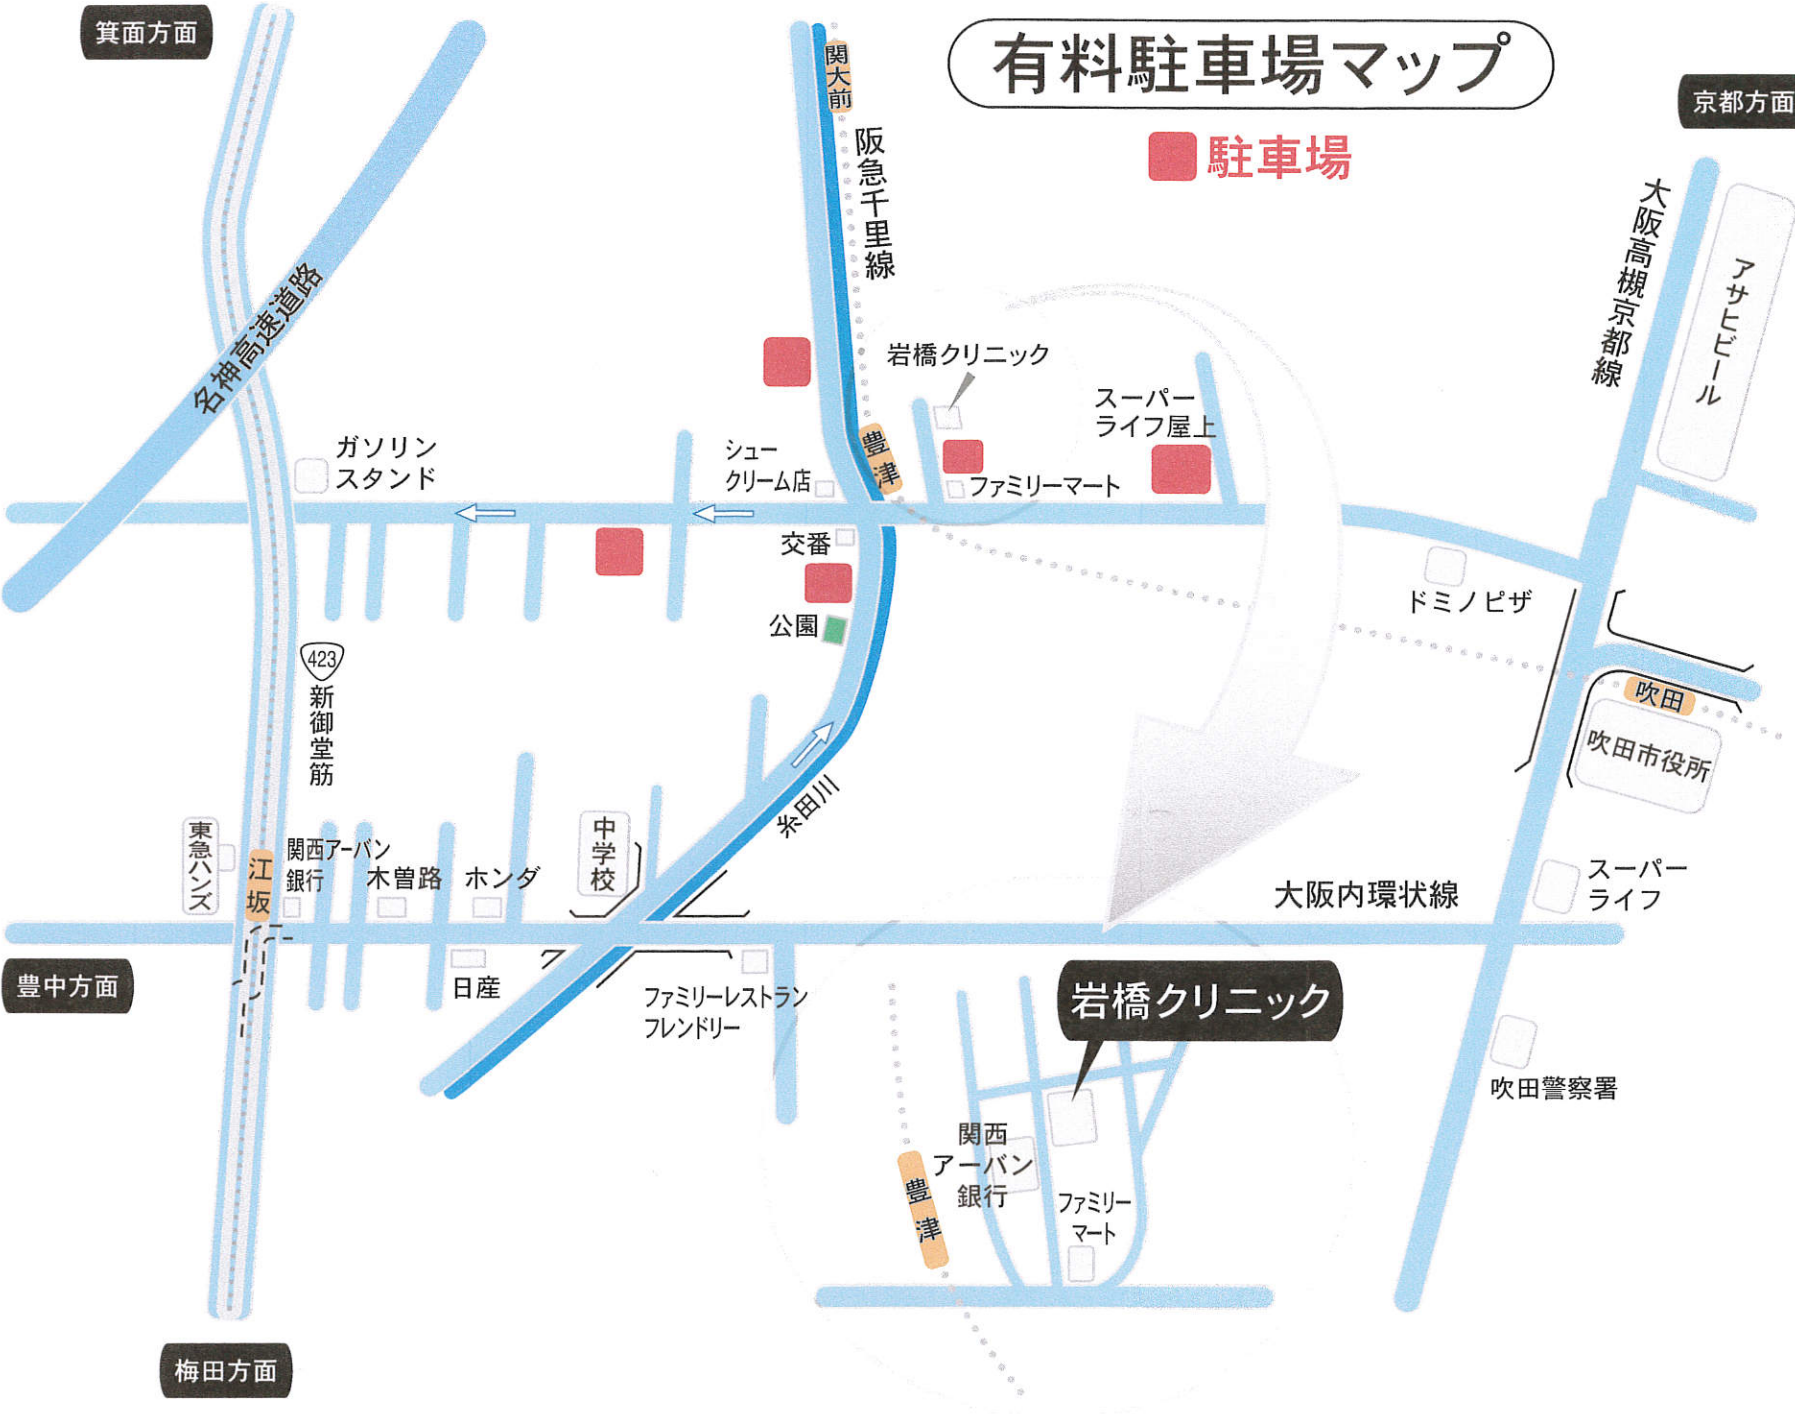 箕面方面
有料駐車場マップ
駐車場
京都方面
関大前
阪急千里線
大阪高槻京都線
アサヒビール
名神高速道路
岩橋クリニック
スーパー
ライフ屋上
ガソリン
スタンド
シュー
クリーム店
豊津
ファミリーマート
交番
公園
ドミノピザ
423
新御堂筋
吹田
吹田市役所
糸田川
東急ハンズ
江坂
関西アーバン
銀行
木曽路
ホンダ
中学校
大阪内環状線
スーパー
ライフ
豊中方面
日産
ファミリーレストラン
フレンドリー
岩橋クリニック
吹田警察署
関西
アーバン
銀行
豊津
ファミリー
マート
梅田方面